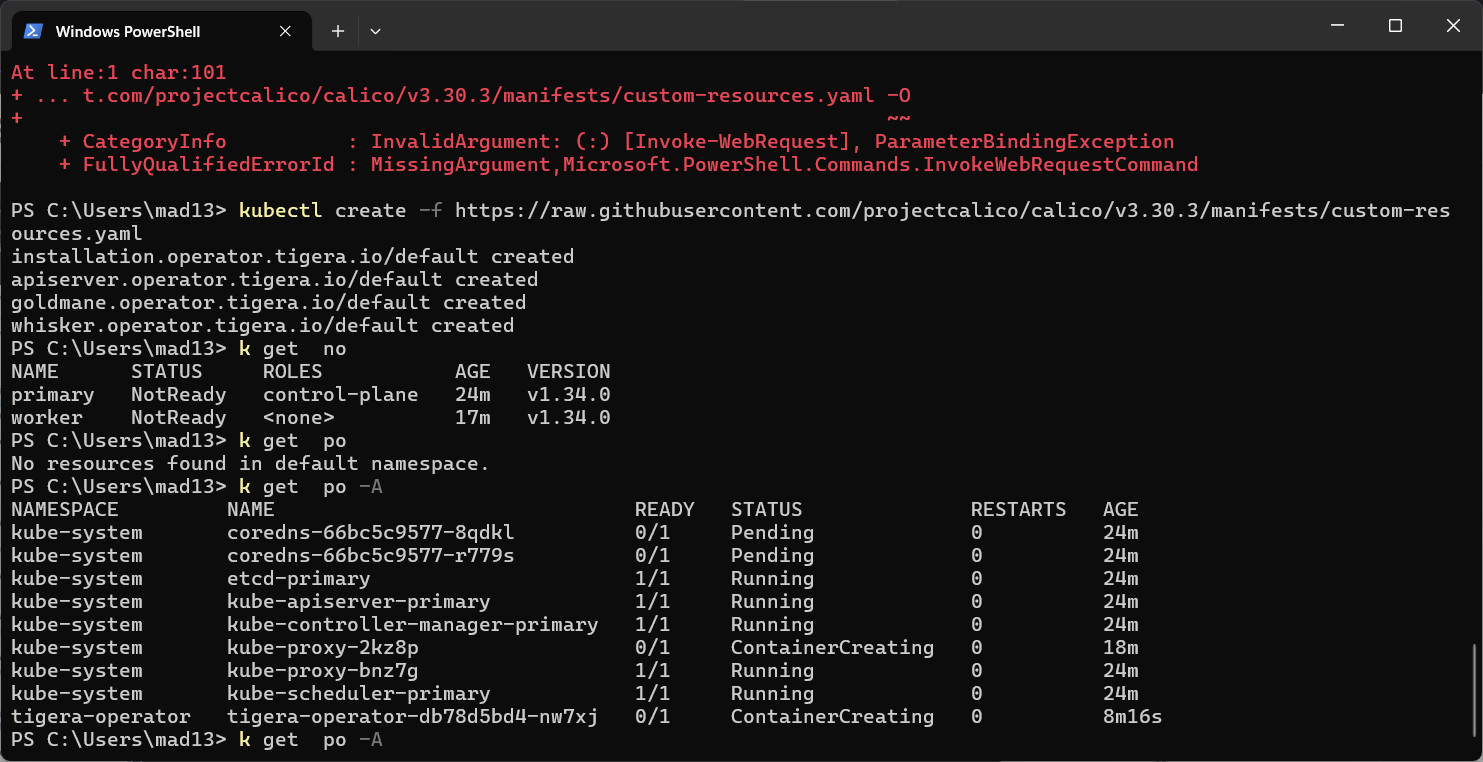 Windows PowerShell
At line:1 char:101
+ ... t.com/projectcalico/calico/v3.30.3/manifests/custom-resources.yaml -O
+                                                                         ~~
    + CategoryInfo          : InvalidArgument: (:) [Invoke-WebRequest], ParameterBindingException
    + FullyQualifiedErrorId : MissingArgument,Microsoft.PowerShell.Commands.InvokeWebRequestCommand
PS C:\Users\mad13> kubectl create -f https://raw.githubusercontent.com/projectcalico/calico/v3.30.3/manifests/custom-res
ources.yaml
installation.operator.tigera.io/default created
apiserver.operator.tigera.io/default created
goldmane.operator.tigera.io/default created
whisker.operator.tigera.io/default created
PS C:\Users\mad13> k get  no
NAME      STATUS     ROLES           AGE   VERSION
primary   NotReady   control-plane   24m   v1.34.0
worker    NotReady   <none>          17m   v1.34.0
PS C:\Users\mad13> k get  po
No resources found in default namespace.
PS C:\Users\mad13> k get  po -A
NAMESPACE         NAME                              READY   STATUS              RESTARTS   AGE
kube-system       coredns-66bc5c9577-8qdkl          0/1     Pending             0          24m
kube-system       coredns-66bc5c9577-r779s          0/1     Pending             0          24m
kube-system       etcd-primary                      1/1     Running             0          24m
kube-system       kube-apiserver-primary            1/1     Running             0          24m
kube-system       kube-controller-manager-primary   1/1     Running             0          24m
kube-system       kube-proxy-2kz8p                  0/1     ContainerCreating   0          18m
kube-system       kube-proxy-bnz7g                  1/1     Running             0          24m
kube-system       kube-scheduler-primary            1/1     Running             0          24m
tigera-operator   tigera-operator-db78d5bd4-nw7xj   0/1     ContainerCreating   0          8m16s
PS C:\Users\mad13> k get  po -A